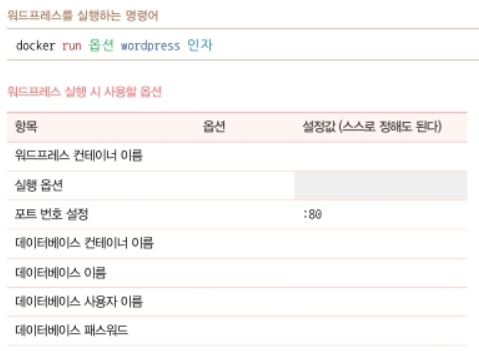 워드프레스를 실행하는 명령어
docker run 옵션 wordpress 인자
워드프레스 실행 시 사용할 옵션
항목 옵션 설정값 (스스로 정해도 된다)
워드프레스 컨테이너 이름
실행 옵션
포트 번호 설정 :80
데이터베이스 컨테이너 이름
데이터베이스 이름
데이터베이스 사용자 이름
데이터베이스 패스워드